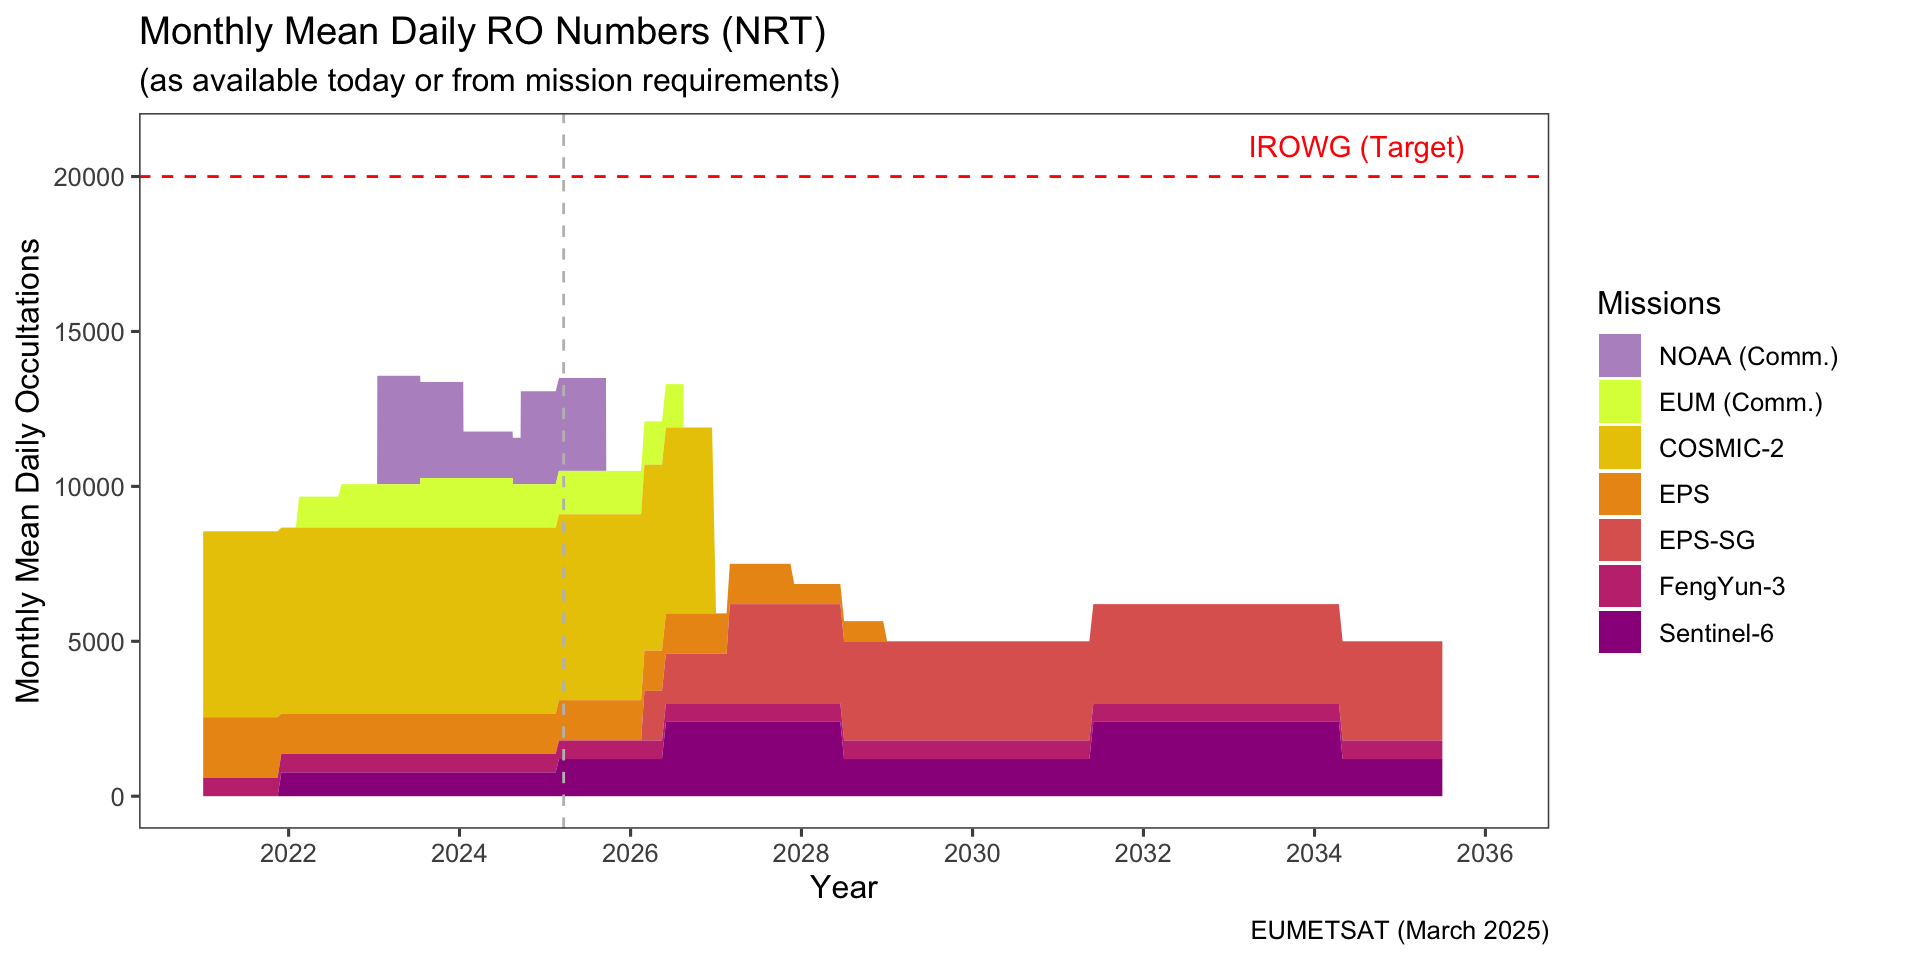 Monthly Mean Daily RO Numbers (NRT)
(as available today or from mission requirements)
IROWG (Target)
20000
15000
10000
5000
0
Monthly Mean Daily Occultations
2022
2024
2026
2028
2030
2032
2034
2036
Year
Missions
NOAA (Comm.)
EUM (Comm.)
COSMIC-2
EPS
EPS-SG
FengYun-3
Sentinel-6
EUMETSAT (March 2025)